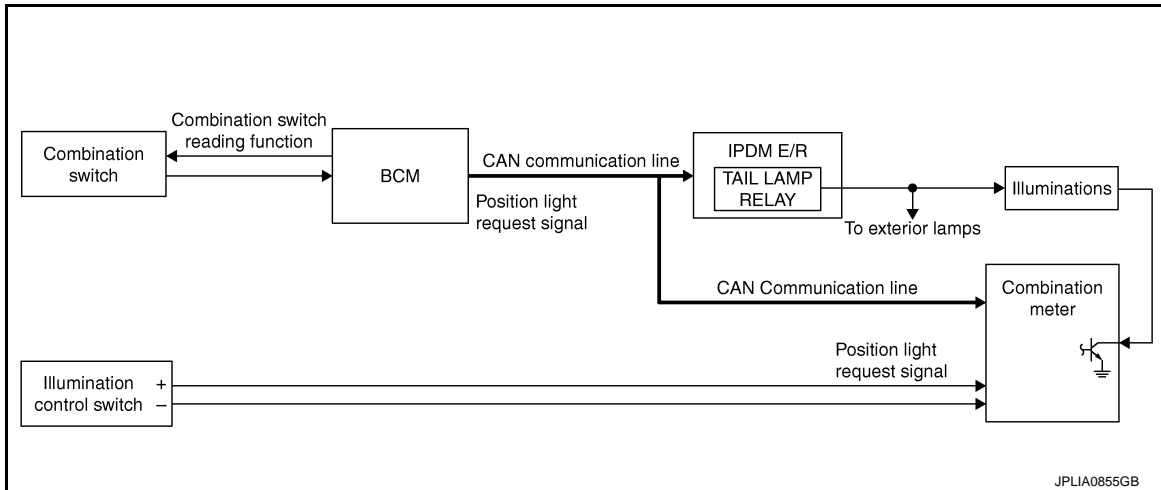 Combination switch
reading function
Combination
switch
BCM
CAN communication line
Position light
request signal
IPDM E/R
TAIL LAMP
RELAY
To exterior lamps
Illuminations
CAN Communication line
Combination
meter
Position light
request signal
Illumination
control switch
+
–
JPLIA0855GB